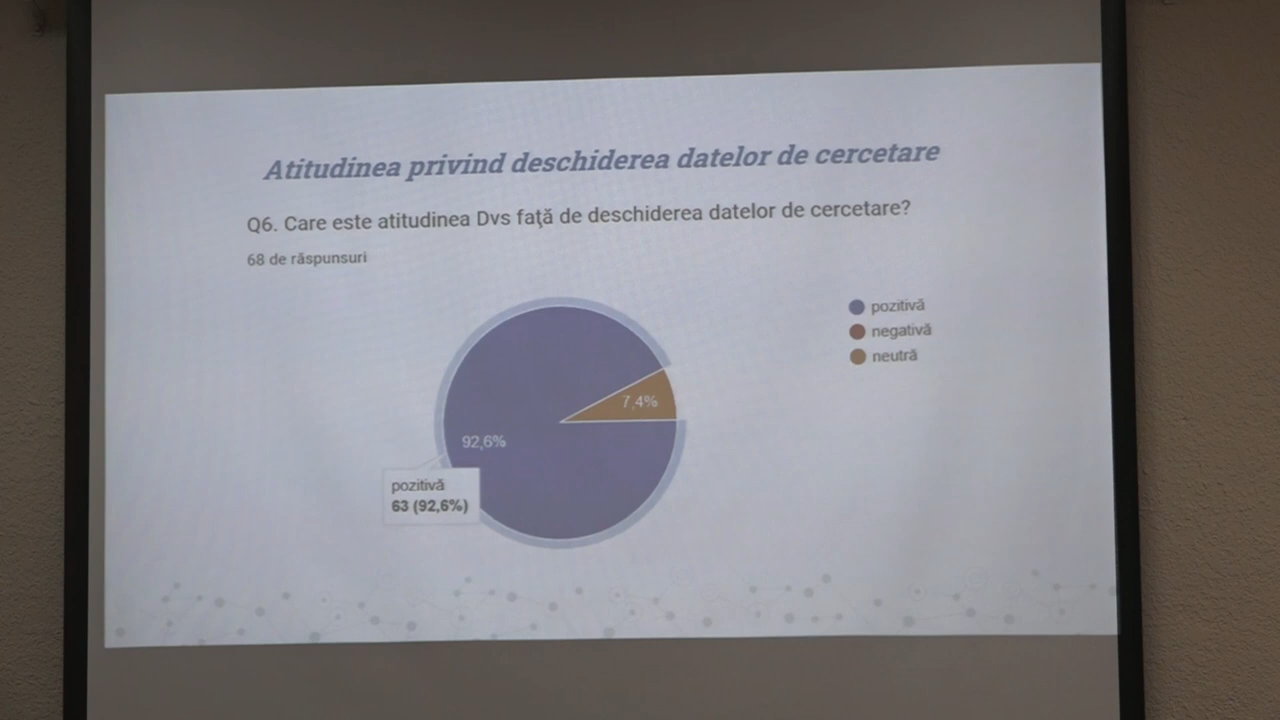 Atitudinea privind deschiderea datelor de cercetare
Q6. Care este atitudinea Dvs faţă de deschiderea datelor de cercetare?
68 de răspunsuri
pozitivă
negativă
neutră
7,4%
92,6%
pozitivă
63 (92,6%)